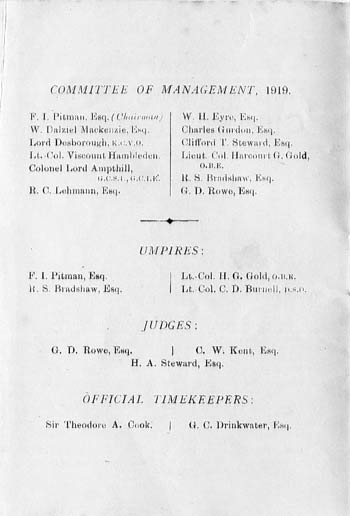 COMMITTEE OF MANAGEMENT, 1919.
F. I. Pitman, Esq. (Chairman)
W. Dalziel Mackenzie, Esq.
Lord Desborough, K.C.V.O.
Lt. Col. Viscount Hambleden.
Colonel Lord Ampthill,
G.C.S.I., G.C.I.E.
R. C. Lehmann, Esq.
W. H. Eyre, Esq.
Charles Gurdon, Esq.
Clifford T. Steward, Esq.
Lieut. Col. Harcourt G. Gold,
O.B.E.
R. S. Bradshaw, Esq.
G. D. Rowe, Esq.
UMPIRES:
F. I. Pitman, Esq.
R. S. Bradshaw, Esq.
Lt.-Col. H. G. Gold, O.B.E.
Lt.-Col. C. D. Burnell, D.S.O.
JUDGES:
G. D. Rowe, Esq. | C. W. Kent, Esq.
H. A. Steward, Esq.
OFFICIAL TIMEKEEPERS:
Sir Theodore A. Cook. | G. C. Drinkwater, Esq.